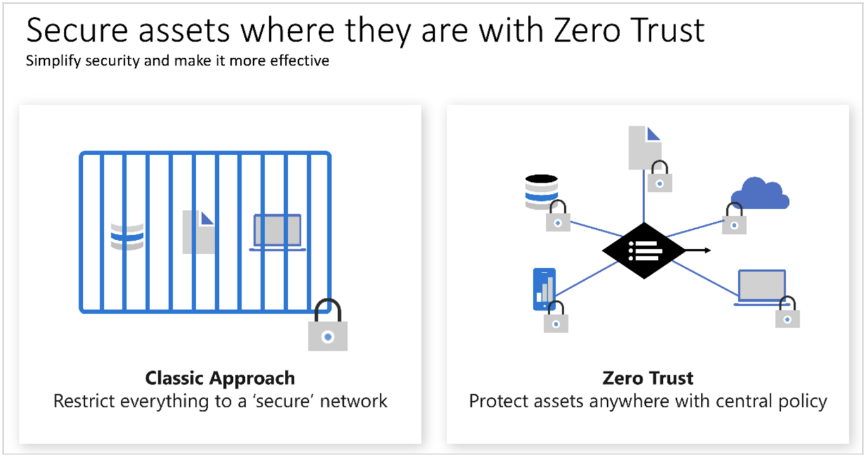 Secure assets where they are with Zero Trust
Simplify security and make it more effective
Classic Approach
Restrict everything to a ‘secure’ network
Zero Trust
Protect assets anywhere with central policy